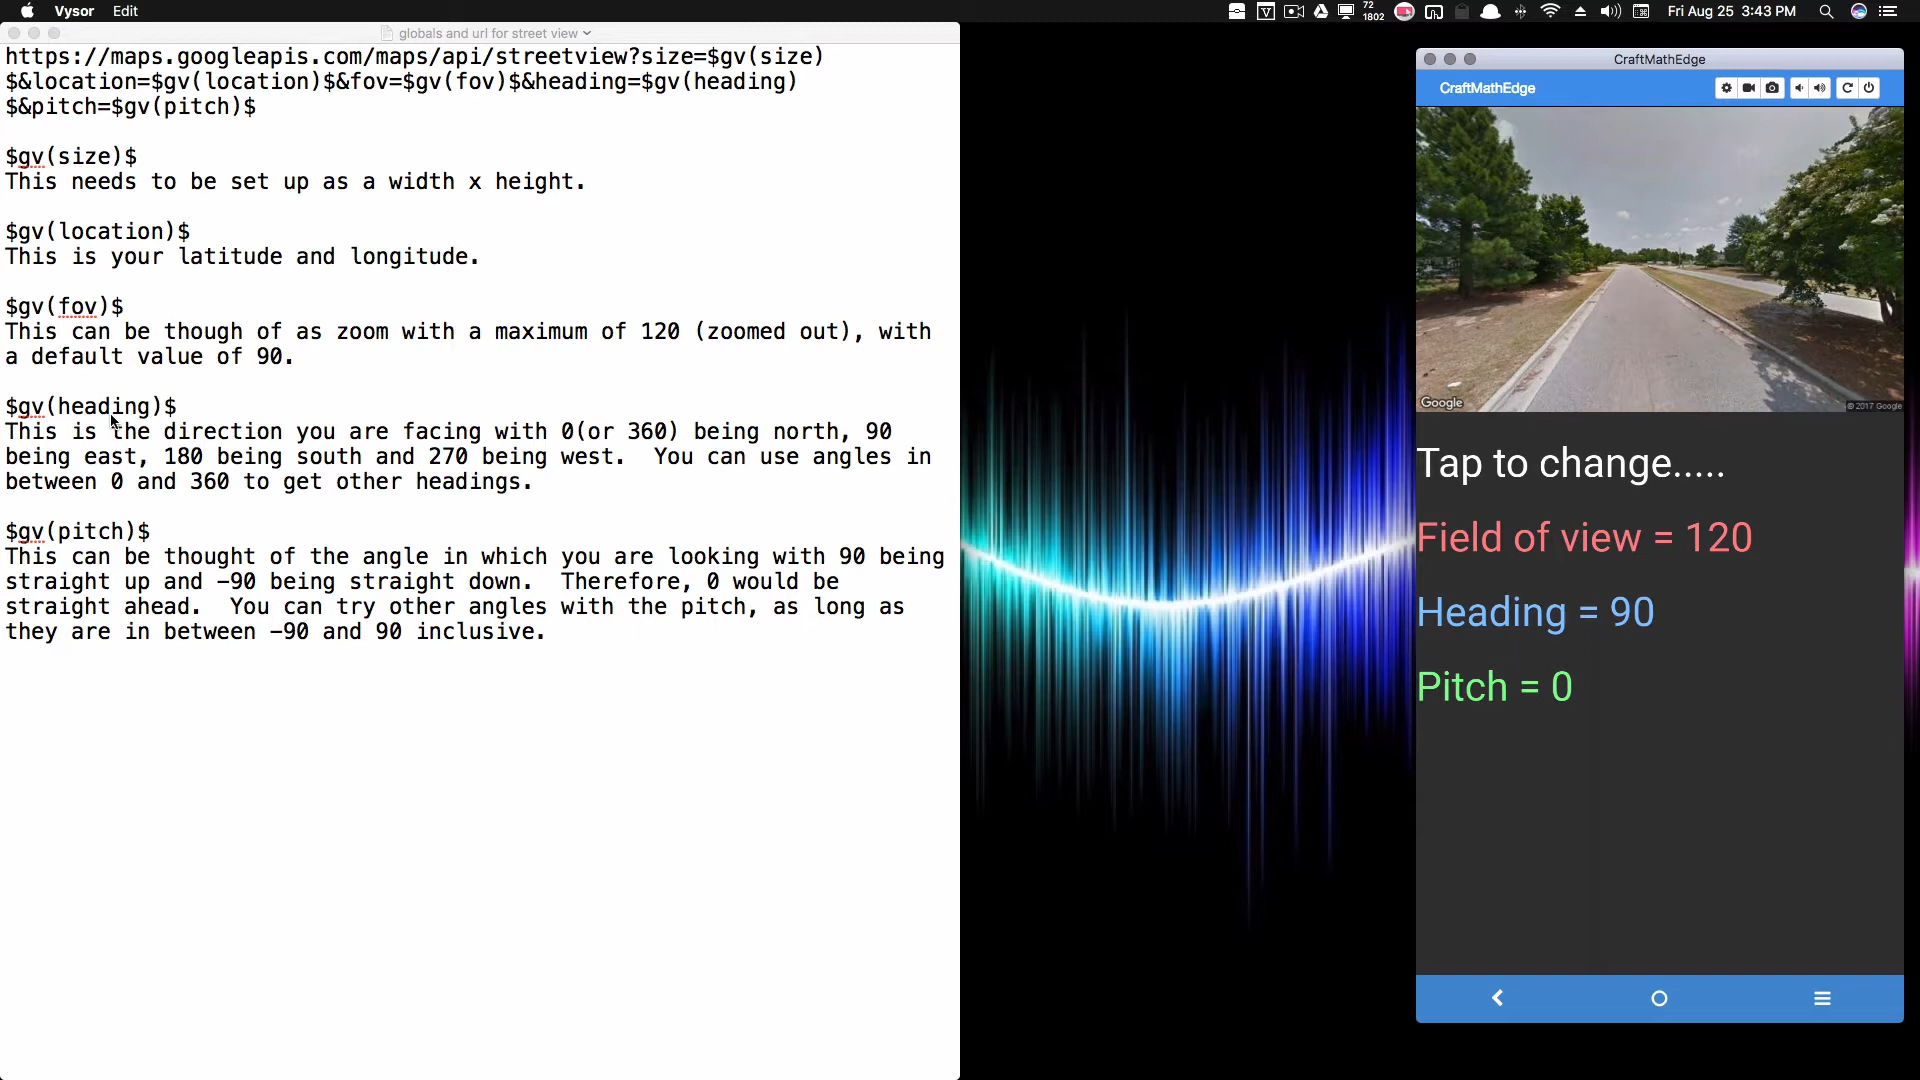 Vysor Edit
72
1802
Fri Aug 25 3:43 PM
globals and url for street view
https://maps.googleapis.com/maps/api/streetview?size=$gv(size)
$&location=$gv(location)$&fov=$gv(fov)$&heading=$gv(heading)
$&pitch=$gv(pitch)$
$gv(size)$
This needs to be set up as a width x height.
$gv(location)$
This is your latitude and longitude.
$gv(fov)$
This can be though of as zoom with a maximum of 120 (zoomed out), with
a default value of 90.
$gv(heading)$
This is the direction you are facing with 0(or 360) being north, 90
being east, 180 being south and 270 being west.  You can use angles in
between 0 and 360 to get other headings.
$gv(pitch)$
This can be thought of the angle in which you are looking with 90 being
straight up and -90 being straight down.  Therefore, 0 would be
straight ahead.  You can try other angles with the pitch, as long as
they are in between -90 and 90 inclusive.
CraftMathEdge
CraftMathEdge
Google
© 2017 Google
Tap to change.....
Field of view = 120
Heading = 90
Pitch = 0